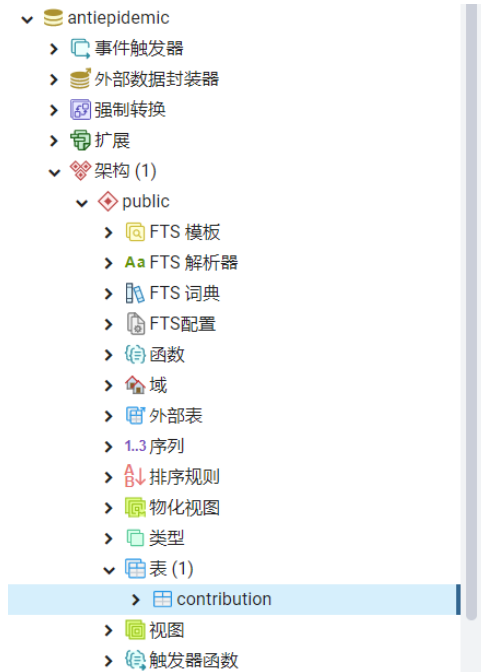 antiepidemic
事件触发器
外部数据封装器
强制转换
扩展
架构 (1)
public
FTS 模板
Aa FTS 解析器
FTS 词典
FTS配置
函数
域
外部表
1..3 序列
排序规则
物化视图
类型
表 (1)
contribution
视图
触发器函数